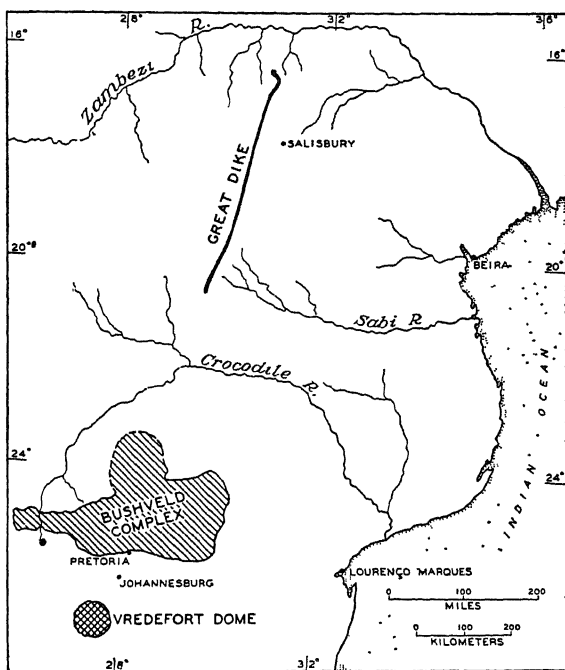 28°
32°
36°
16°
16°
Zambezi R.
SALISBURY
GREAT DIKE
20°
20°
BEIRA
Sabi R
Crocodile R.
INDIAN OCEAN
24°
24°
BUSHVELD
COMPLEX
PRETORIA
JOHANNESBURG
LOURENÇO MARQUES
0 100 200
MILES
0 100 200
KILOMETERS
VREDEFORT DOME
28°
32°